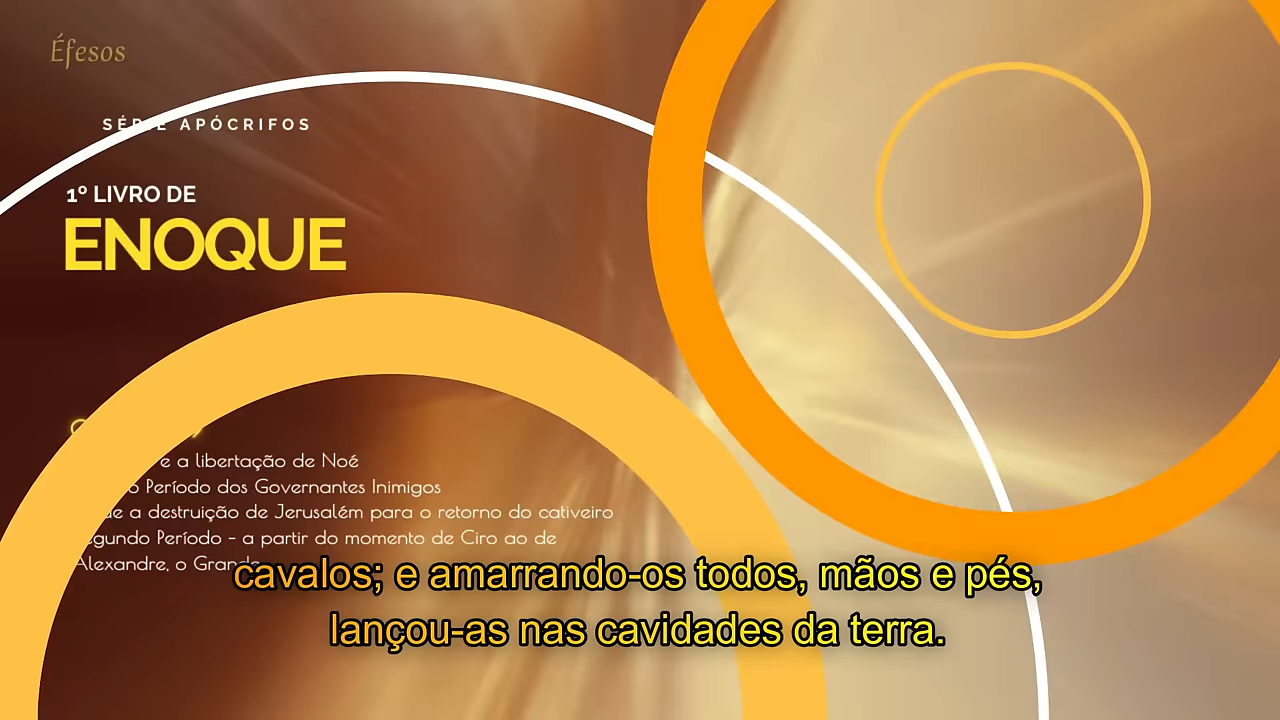 Éfesos
SÉRIE APÓCRIFOS
1º LIVRO DE
ENOQUE
e a libertação de Noé
Período dos Governantes Inimigos
a destruição de Jerusalém para o retorno do cativeiro
Período – a partir do momento de Ciro ao de
Alexandre, o Grande
cavalos; e amarrando-os todos, mãos e pés,
lançou-as nas cavidades da terra.